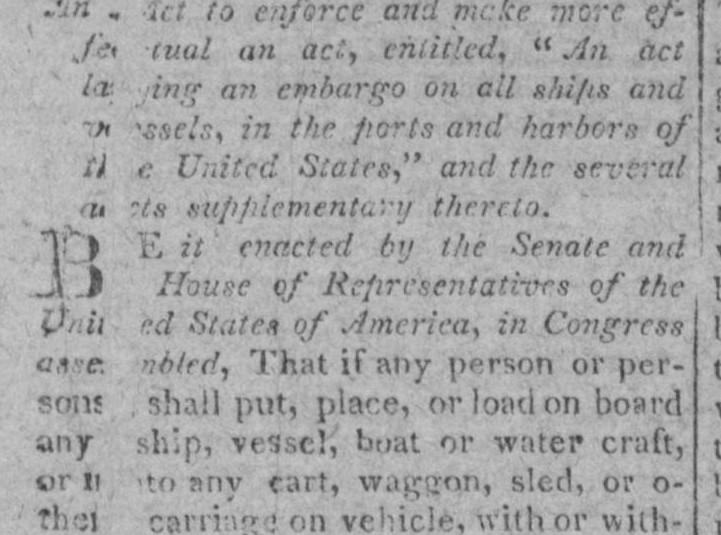 An Act to enforce and make more ef-
fectual an act, entitled, "An act
laying an embargo on all ships and
vessels, in the ports and harbors of
the United States," and the several
acts supplementary thereto.
BE it enacted by the Senate and
House of Representatives of the
United States of America, in Congress
assembled, That if any person or per-
sons shall put, place, or load on board
any ship, vessel, boat or water craft,
or into any cart, waggon, sled, or o-
ther carriage on vehicle, with or with-